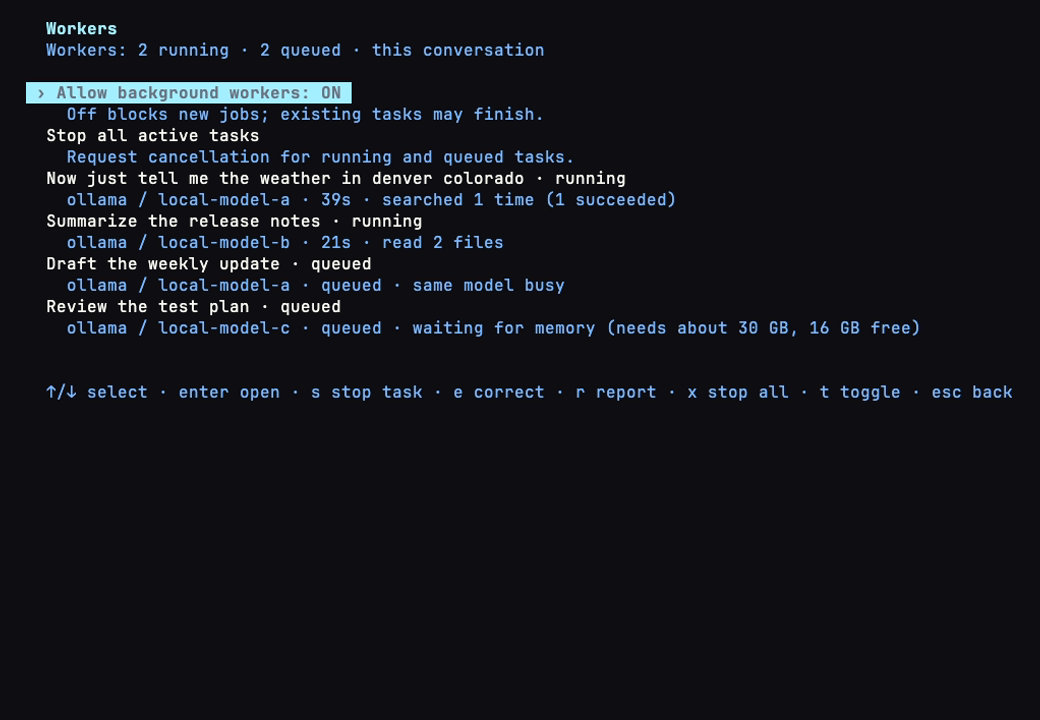 Workers
Workers: 2 running · 2 queued · this conversation
› Allow background workers: ON
Off blocks new jobs; existing tasks may finish.
Stop all active tasks
Request cancellation for running and queued tasks.
Now just tell me the weather in denver colorado · running
ollama / local-model-a · 39s · searched 1 time (1 succeeded)
Summarize the release notes · running
ollama / local-model-b · 21s · read 2 files
Draft the weekly update · queued
ollama / local-model-a · queued · same model busy
Review the test plan · queued
ollama / local-model-c · queued · waiting for memory (needs about 30 GB, 16 GB free)
↑/↓ select · enter open · s stop task · e correct · r report · x stop all · t toggle · esc back